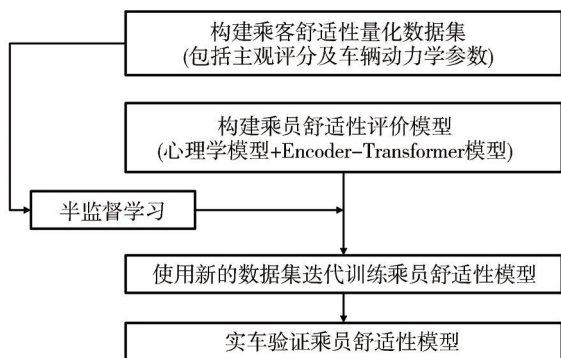 构建乘客舒适性量化数据集
(包括主观评分及车辆动力学参数)
构建乘员舒适性评价模型
(心理学模型+Encoder-Transformer模型)
半监督学习
使用新的数据集迭代训练乘员舒适性模型
实车验证乘员舒适性模型